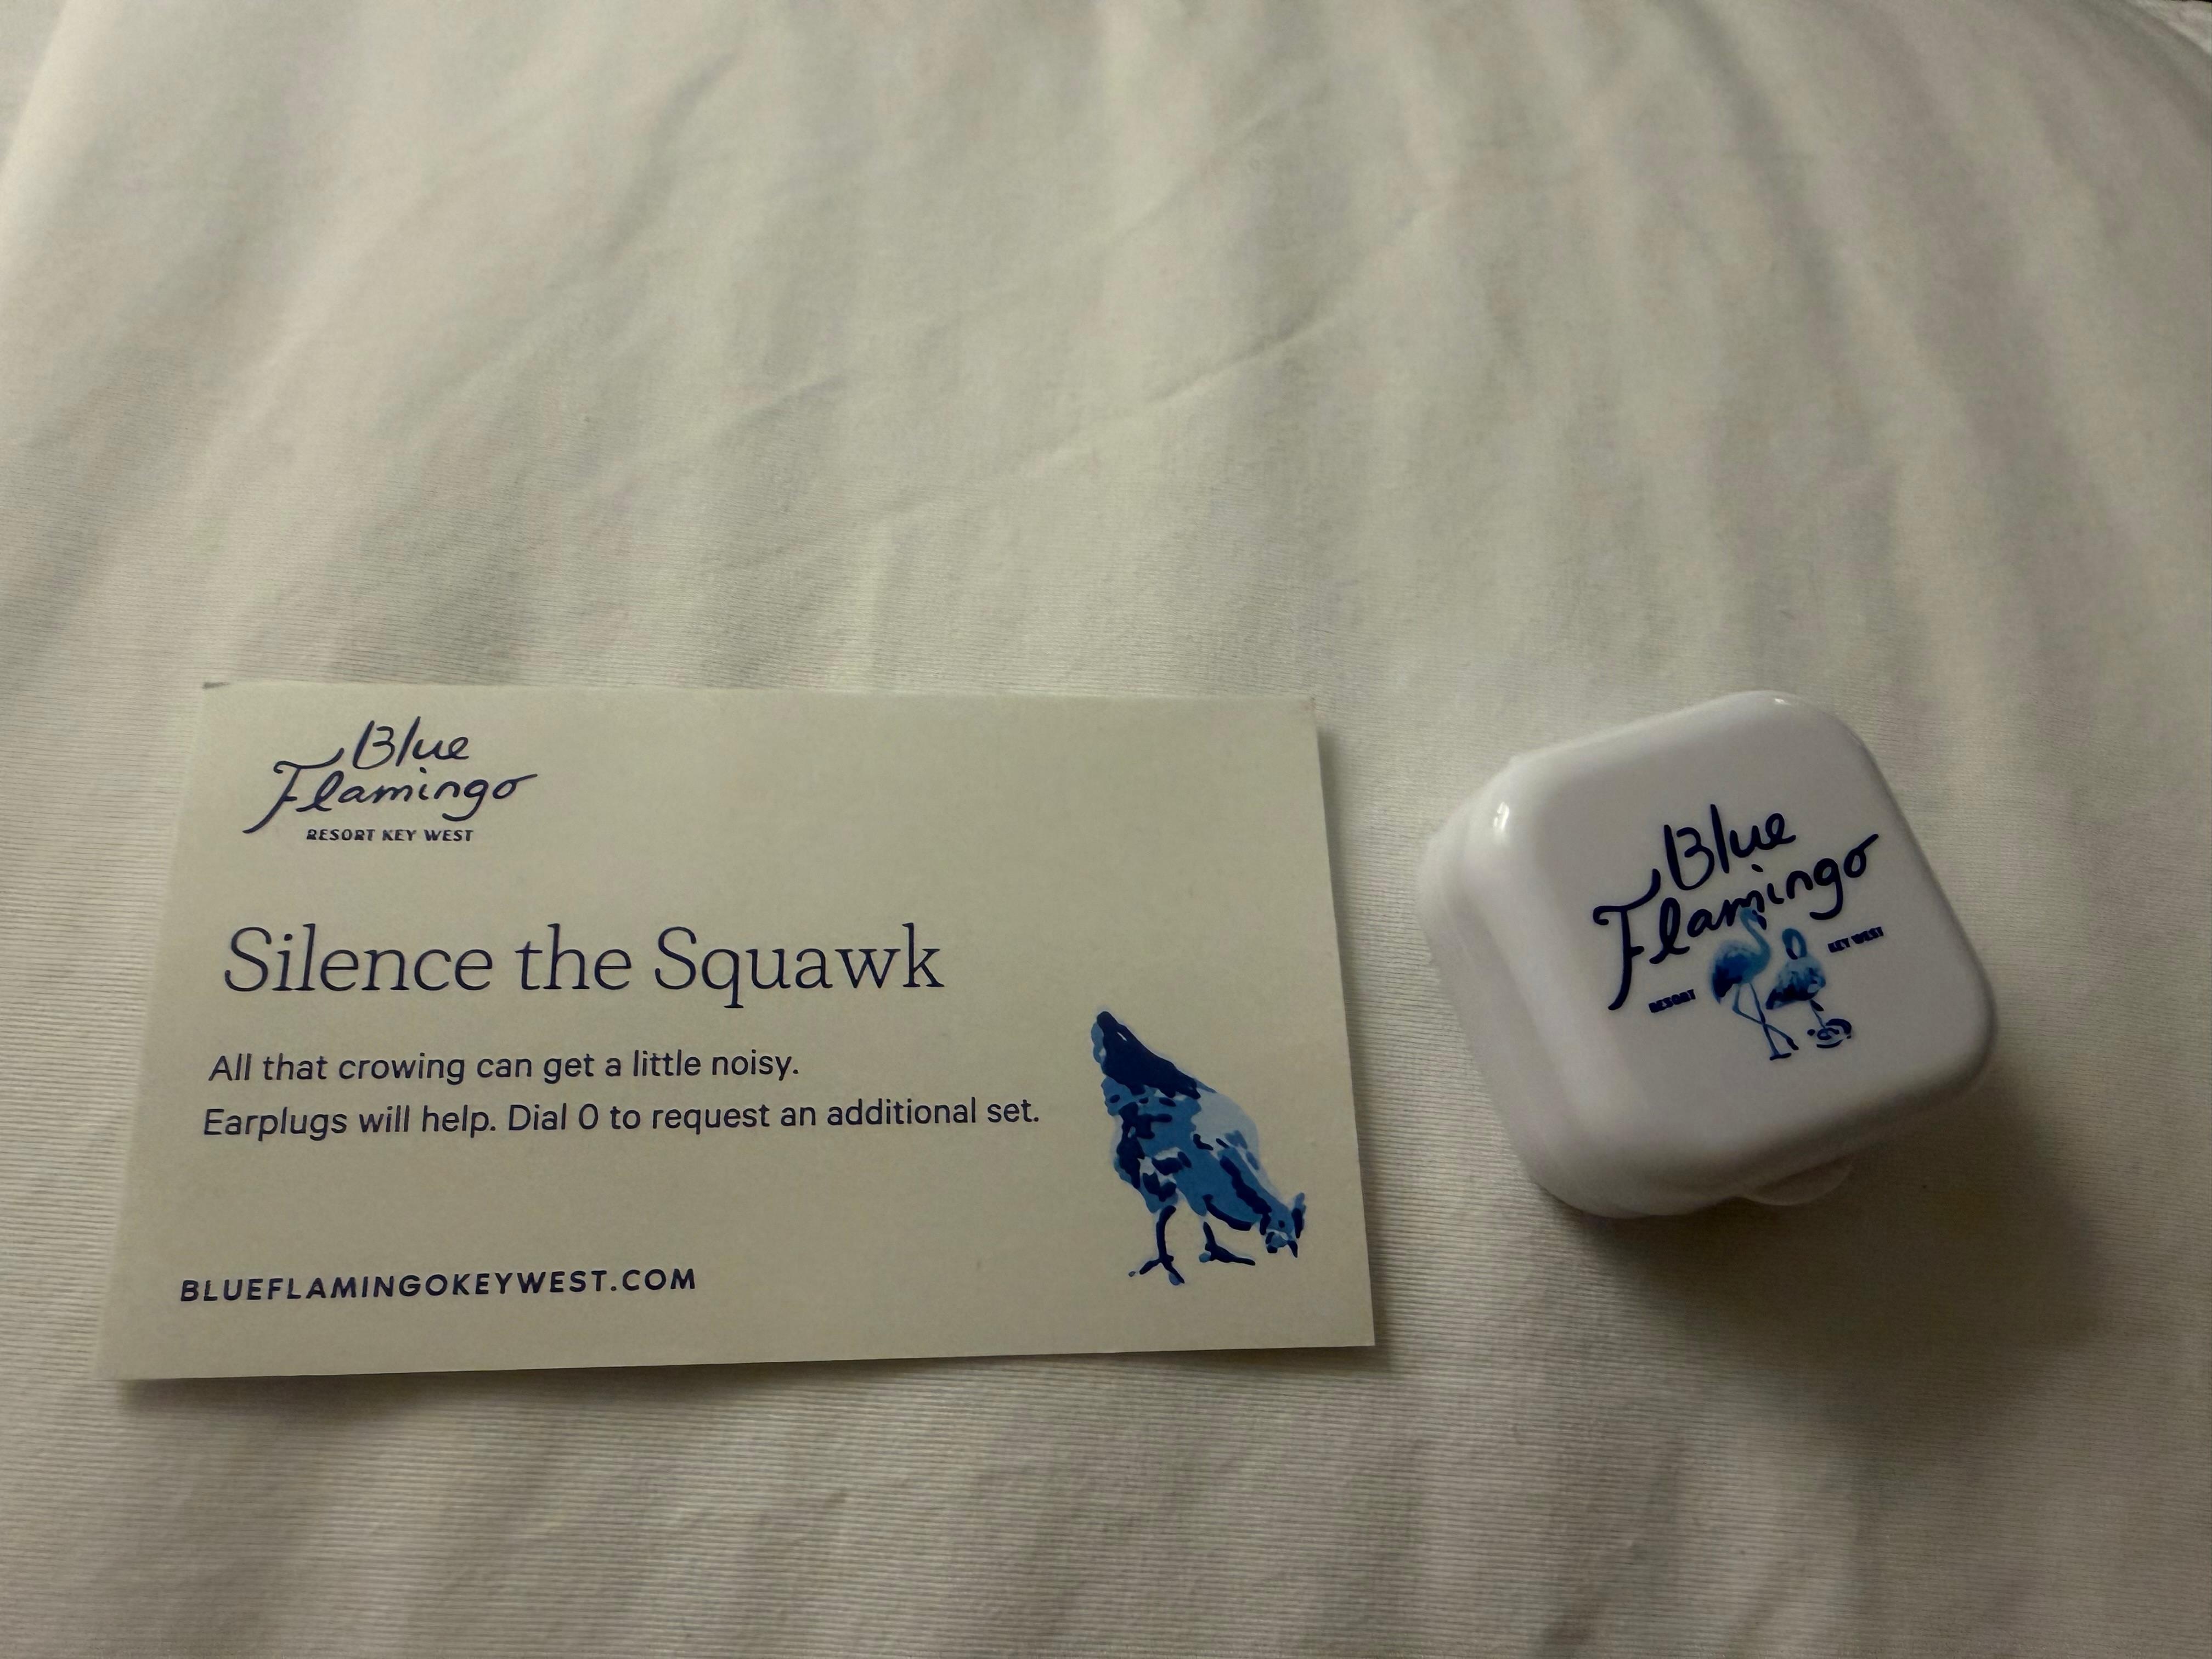 Blue
Flamingo
RESORT KEY WEST
Silence the Squawk
All that crowing can get a little noisy.
Earplugs will help. Dial 0 to request an additional set.
BLUEFLAMINGOKEYWEST.COM
Blue
Flamingo
RESORT KEY WEST